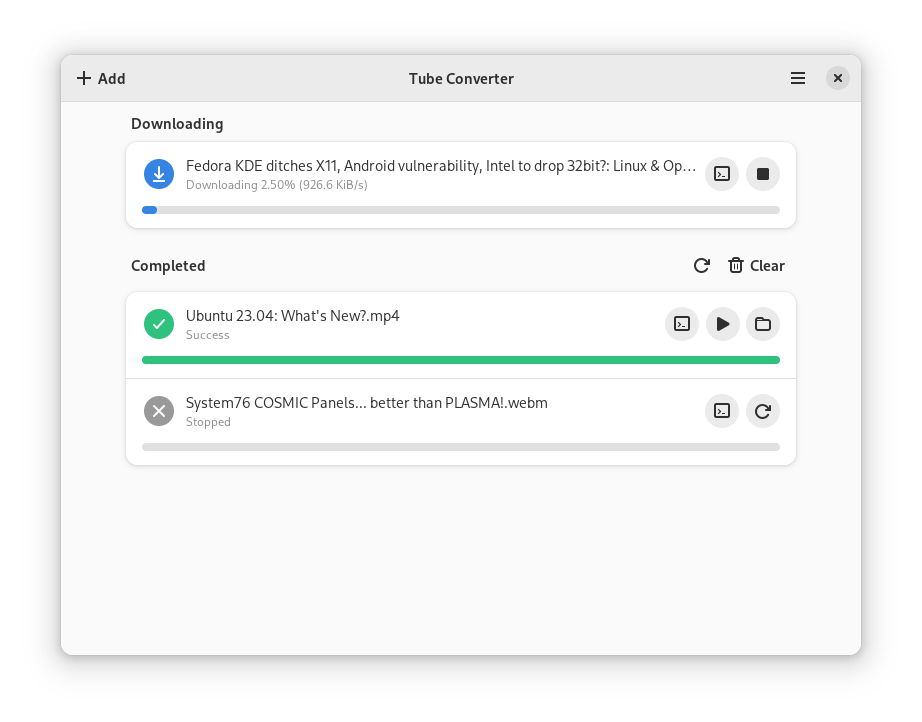 Add
Tube Converter
Downloading
Fedora KDE ditches X11, Android vulnerability, Intel to drop 32bit?: Linux & Op…
Downloading 2.50% (926.6 KiB/s)
Completed
Clear
Ubuntu 23.04: What's New?.mp4
Success
System76 COSMIC Panels... better than PLASMA!.webm
Stopped